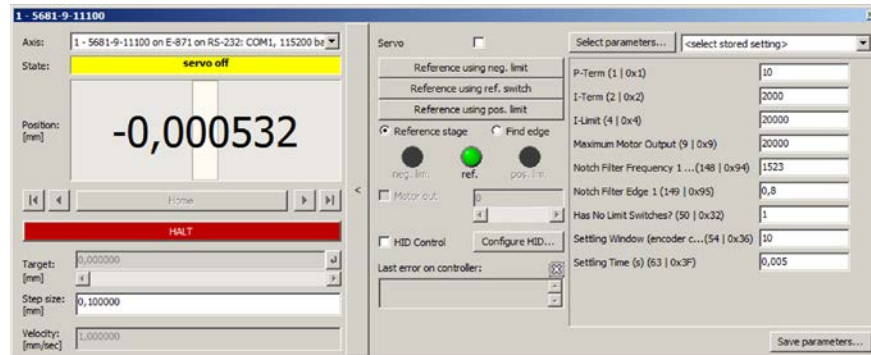 1 - 5681-9-11100
Axis:
1 - 5681-9-11100 on E-871 on RS-232: COM1, 115200 ba
State:
servo off
Position:
[mm]
-0,000532
Home
HALT
Target:
[mm]
0,000000
Step size:
[mm]
0,100000
Velocity:
[mm/sec]
1,000000
<
Servo
Reference using neg. limit
Reference using ref. switch
Reference using pos. limit
Reference stage
Find edge
neg. lim.
ref.
pos. lim.
Motor out
0
HID Control
Configure HID...
Last error on controller:
Select parameters...
<select stored setting>
P-Term (1 | 0x1)
10
I-Term (2 | 0x2)
2000
I-Limit (4 | 0x4)
20000
Maximum Motor Output (9 | 0x9)
20000
Notch Filter Frequency 1 ...(148 | 0x94)
1523
Notch Filter Edge 1 (149 | 0x95)
0,8
Has No Limit Switches? (50 | 0x32)
1
Settling Window (encoder c...(54 | 0x36)
10
Settling Time (s) (63 | 0x3F)
0,005
Save parameters...